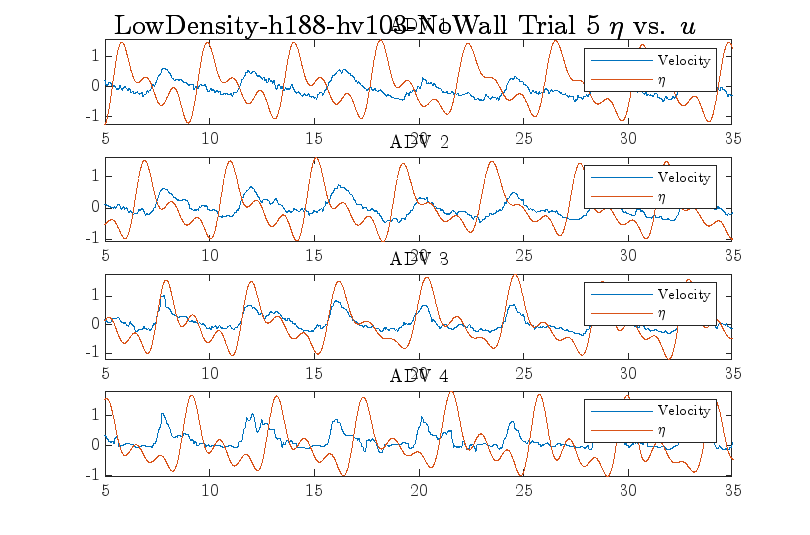 LowDensity-h188-hv103-NoWall Trial 5 η vs. u
ADV 1
1
0
-1
Velocity
η
5 10 15 20 25 30 35
ADV 2
1
0
-1
Velocity
η
5 10 15 20 25 30 35
ADV 3
1
0
-1
Velocity
η
5 10 15 20 25 30 35
ADV 4
1
0
-1
Velocity
η
5 10 15 20 25 30 35